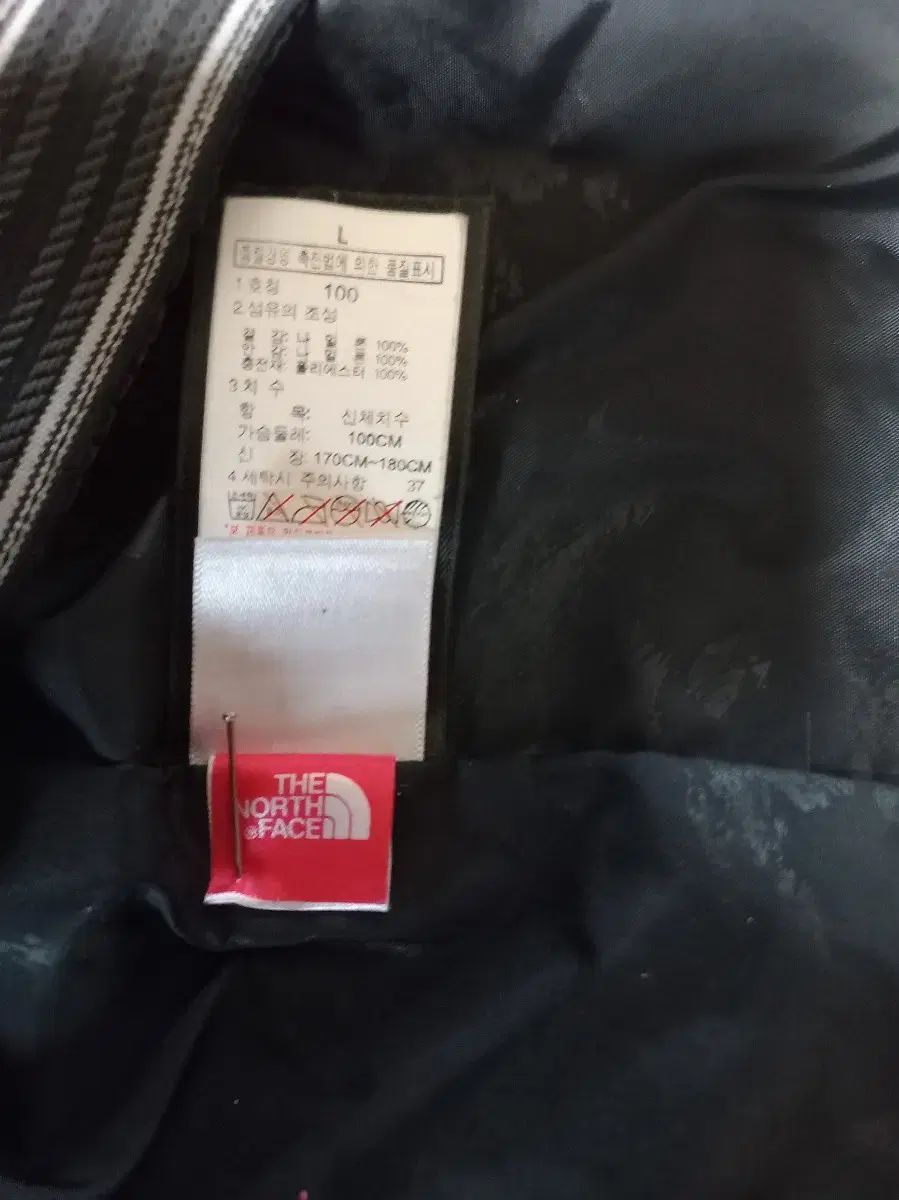 L
품질경영 촉진법에 의한 품질표시
1 호칭 100
2 섬유의 조성
겉 감: 나 일 론 100%
안 감: 나 일 론 100%
충전재: 폴리에스터 100%
3 치 수
항 목: 신체치수
가슴둘레: 100CM
신 장: 170CM~180CM
4 세탁시 주의사항 37
THE
NORTH
FACE